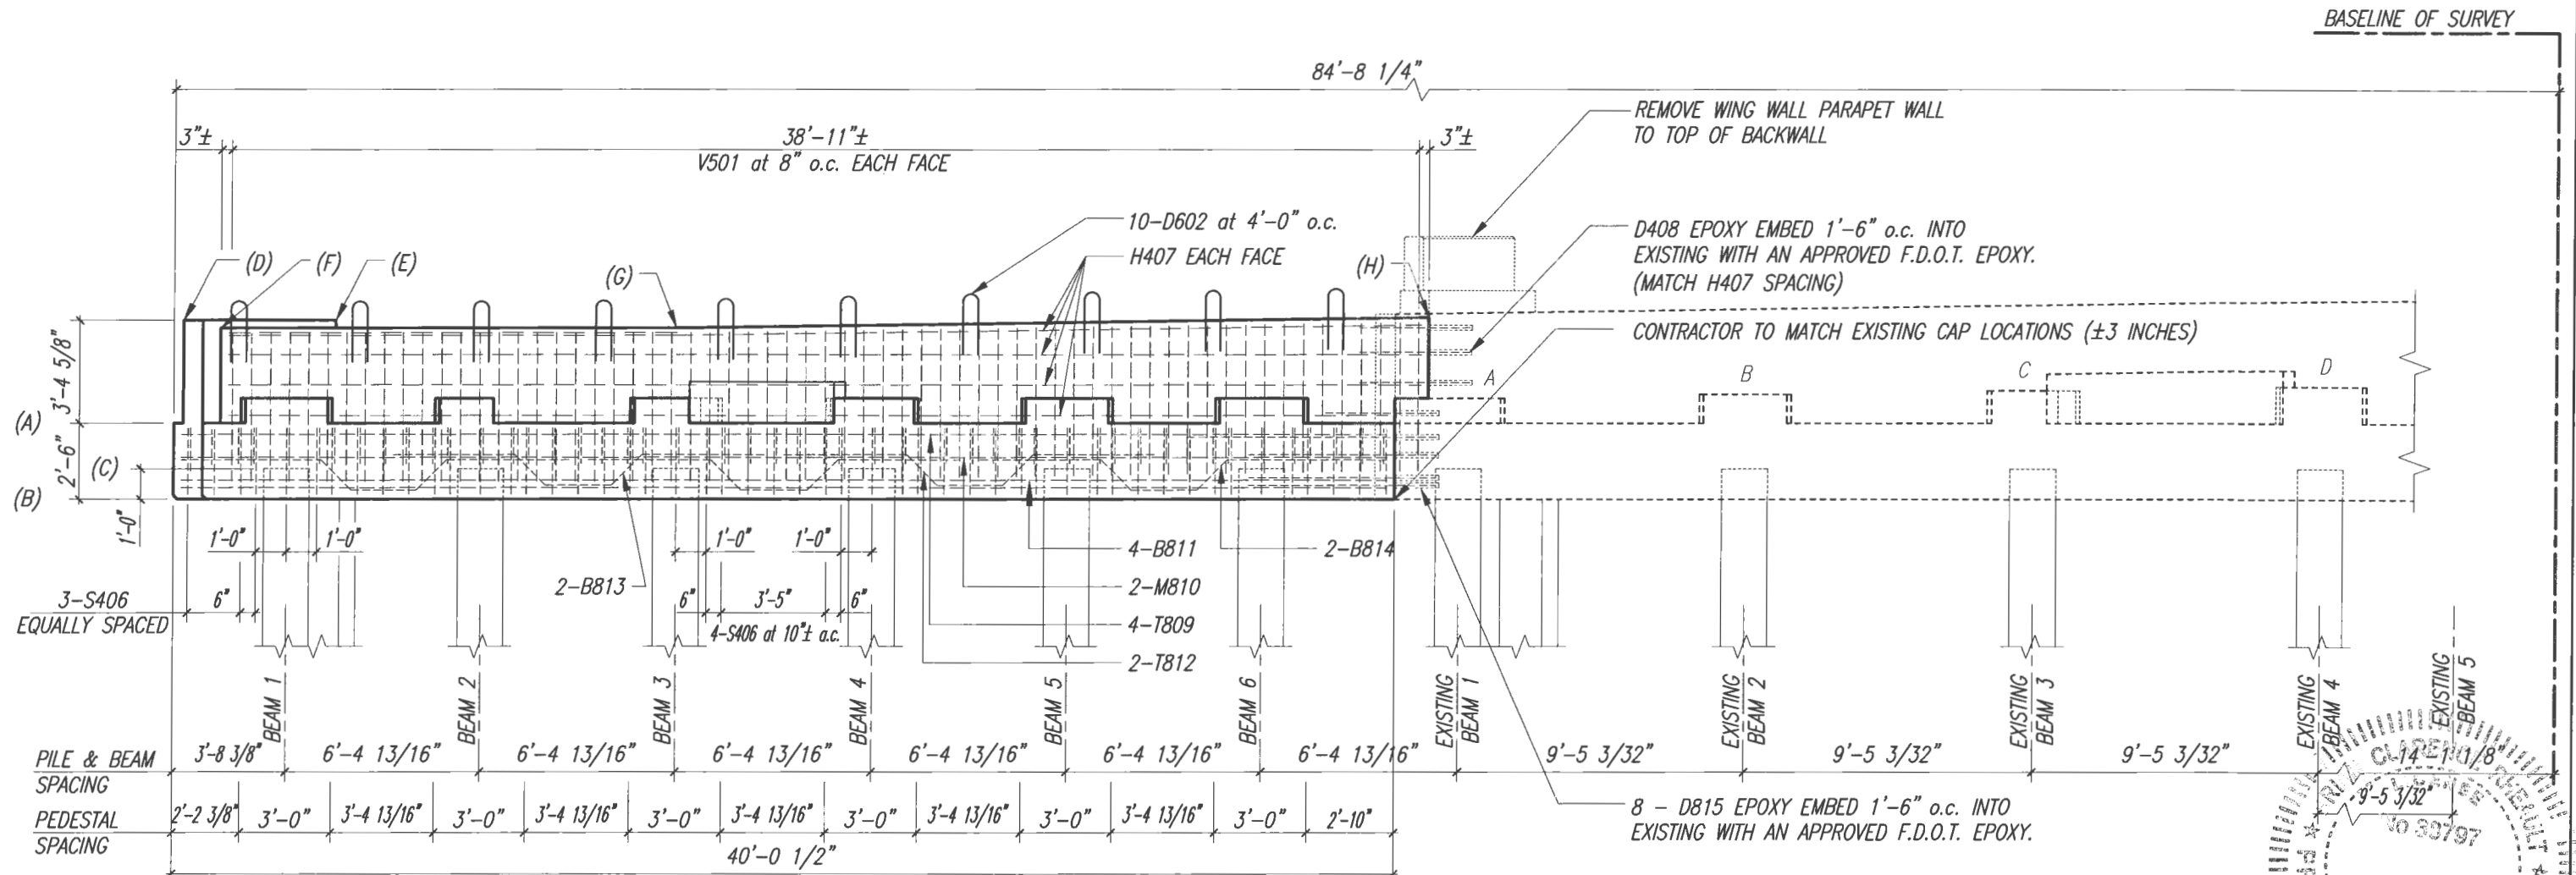 BASELINE OF SURVEY
84'-8 1/4"
REMOVE WING WALL PARAPET WALL
TO TOP OF BACKWALL
3"±
38'-11"±
3"±
V501 at 8" o.c. EACH FACE
10-D602 at 4'-0" o.c.
H407 EACH FACE
D408 EPOXY EMBED 1'-6" o.c. INTO
EXISTING WITH AN APPROVED F.D.O.T. EPOXY.
(MATCH H407 SPACING)
(D)
(F)
(E)
(G)
(H)
CONTRACTOR TO MATCH EXISTING CAP LOCATIONS (±3 INCHES)
3'-4 5/8"
A
B
C
D
(A)
2'-6"
(C)
(B)
1'-0"
1'-0"
1'-0"
1'-0"
1'-0"
4-B811
2-B814
2-B813
2-M810
3-S406
EQUALLY SPACED
6"
6"
3'-5"
6"
4-S406 at 10"± a.c.
4-T809
2-T812
BEAM 1
BEAM 2
BEAM 3
BEAM 4
BEAM 5
BEAM 6
EXISTING
BEAM 1
EXISTING
BEAM 2
EXISTING
BEAM 3
EXISTING
BEAM 4
EXISTING
BEAM 5
PILE & BEAM
SPACING
3'-8 3/8"
6'-4 13/16"
6'-4 13/16"
6'-4 13/16"
6'-4 13/16"
6'-4 13/16"
6'-4 13/16"
9'-5 3/32"
9'-5 3/32"
9'-5 3/32"
14'-1 1/8"
9'-5 3/32"
PEDESTAL
SPACING
2'-2 3/8"
3'-0"
3'-4 13/16"
3'-0"
3'-4 13/16"
3'-0"
3'-4 13/16"
3'-0"
3'-4 13/16"
3'-0"
3'-4 13/16"
3'-0"
2'-10"
8 - D815 EPOXY EMBED 1'-6" o.c. INTO
EXISTING WITH AN APPROVED F.D.O.T. EPOXY.
40'-0 1/2"